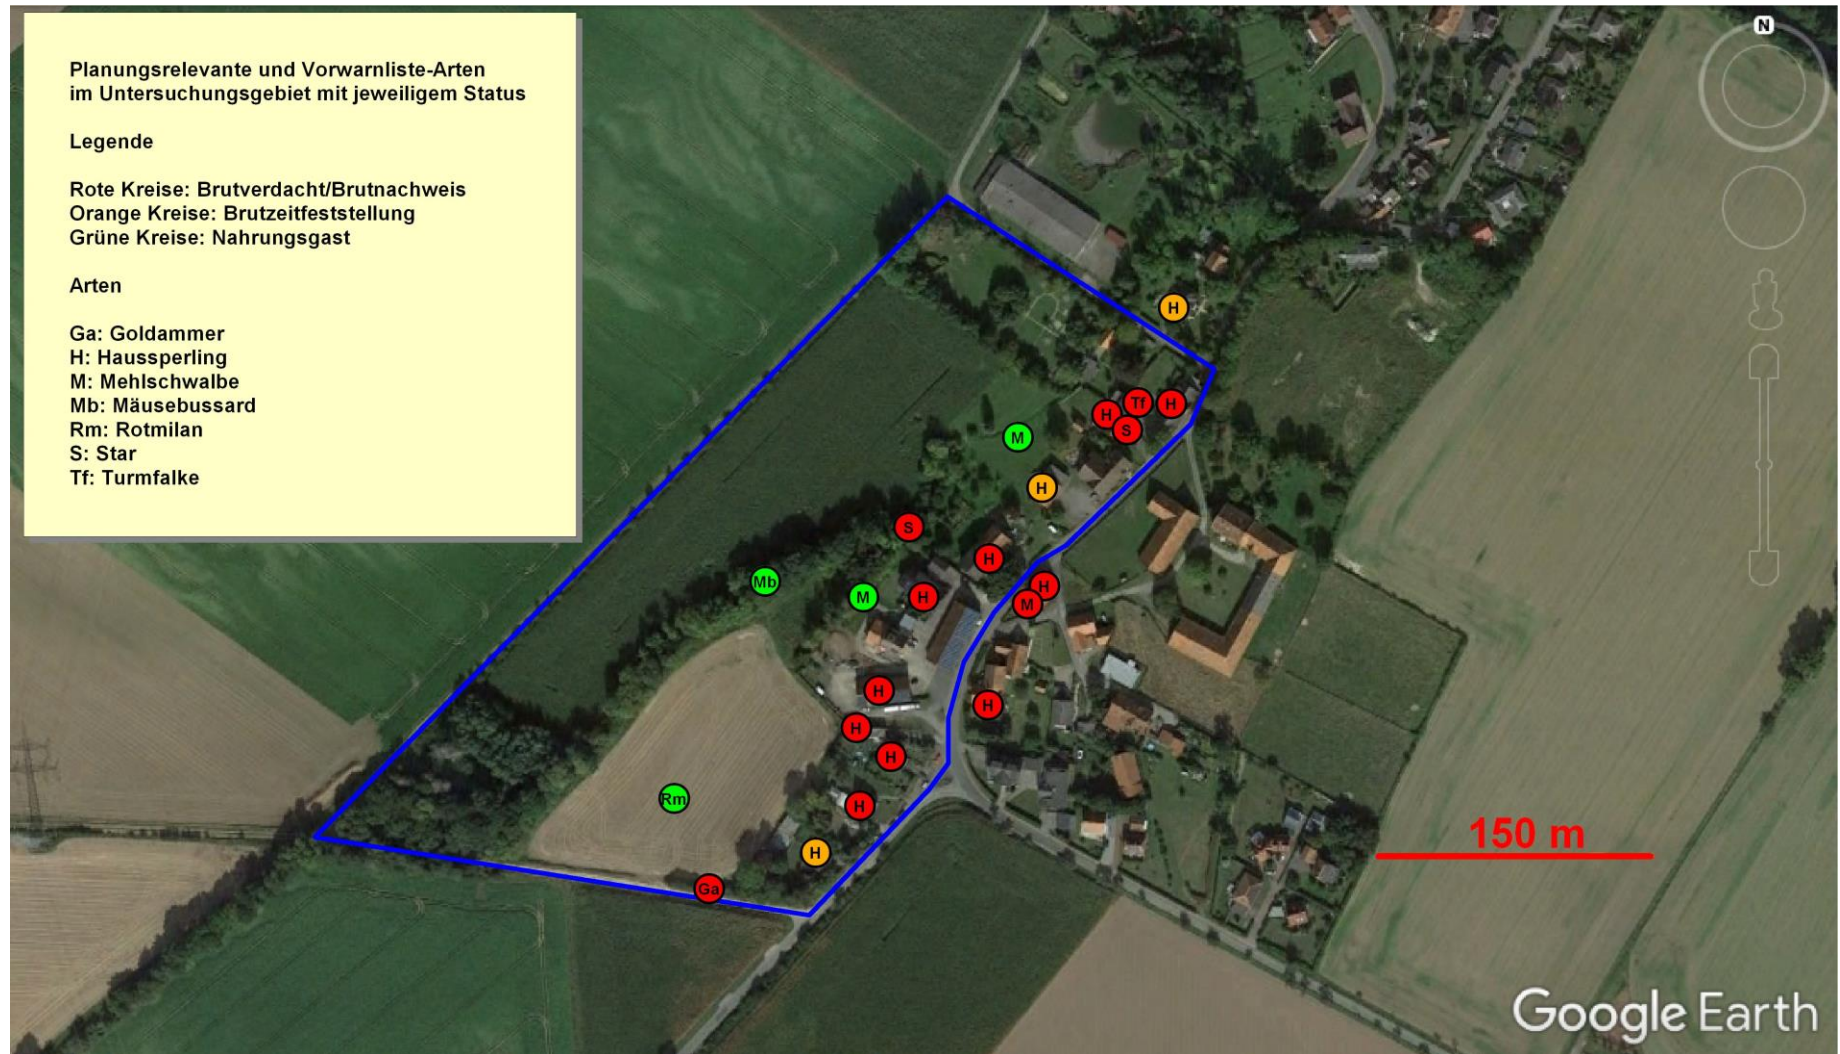 Planungsrelevante und Vorwarnliste-Arten
im Untersuchungsgebiet mit jeweiligem Status
Legende
Rote Kreise: Brutverdacht/Brutnachweis
Orange Kreise: Brutzeitfeststellung
Grüne Kreise: Nahrungsgast
Arten
Ga: Goldammer
H: Haussperling
M: Mehlschwalbe
Mb: Mäusebussard
Rm: Rotmilan
S: Star
Tf: Turmfalke
N
H
H
Tf
H
S
M
H
S
H
Mb
M
H
H
M
H
H
H
H
Rm
H
H
Ga
150 m
Google Earth